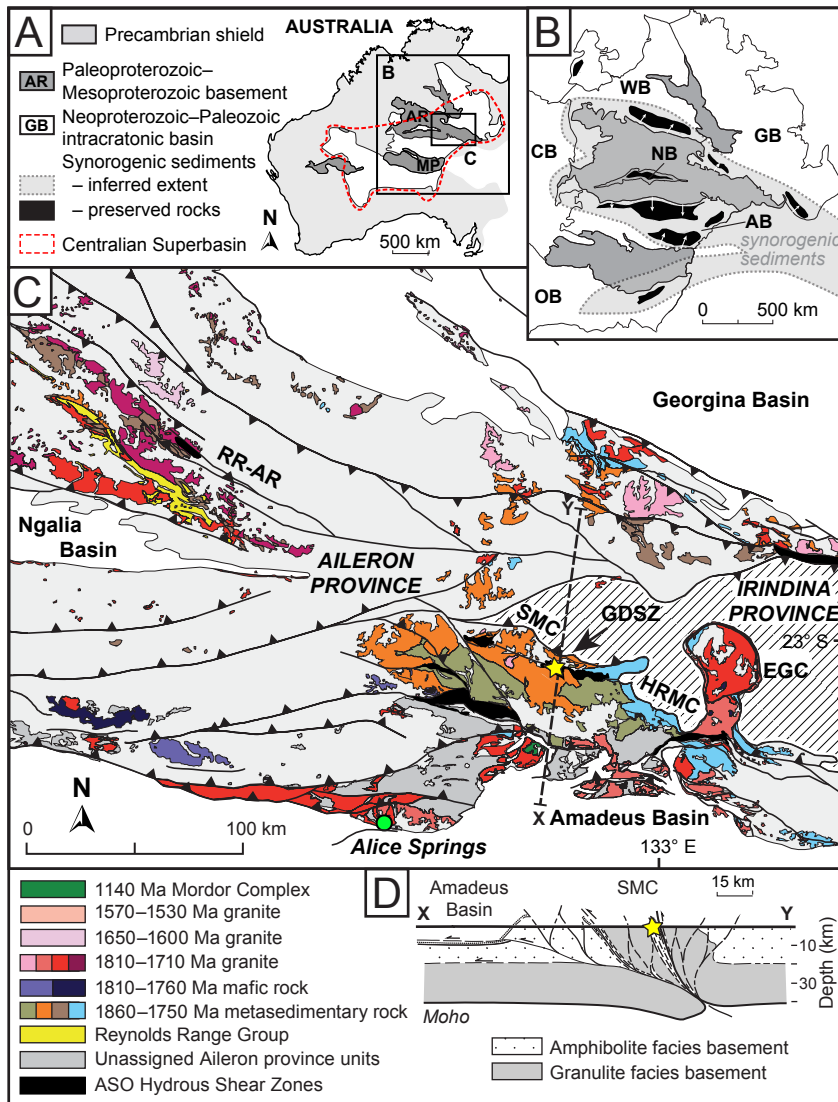 A
AUSTRALIA
Precambrian shield
AR
Paleoproterozoic–
Mesoproterozoic basement
GB
Neoproterozoic–Paleozoic
intracratonic basin
Synorogenic sediments
– inferred extent
– preserved rocks
Centralian Superbasin
N
500 km
B
AR
C
MP
B
WB
GB
CB
NB
AB
synorogenic
sediments
OB
0 500 km
C
Georgina Basin
RR-AR
Ngalia
Basin
AILERON
PROVINCE
Y
IRINDINA
PROVINCE
SMC
GDSZ
23° S
EGC
HRMC
N
0 100 km
X
Amadeus Basin
Alice Springs
133° E
1140 Ma Mordor Complex
1570–1530 Ma granite
1650–1600 Ma granite
1810–1710 Ma granite
1810–1760 Ma mafic rock
1860–1750 Ma metasedimentary rock
Reynolds Range Group
Unassigned Aileron province units
ASO Hydrous Shear Zones
D
Amadeus
Basin
SMC
15 km
X
Y
10
30
Depth (km)
Moho
Amphibolite facies basement
Granulite facies basement